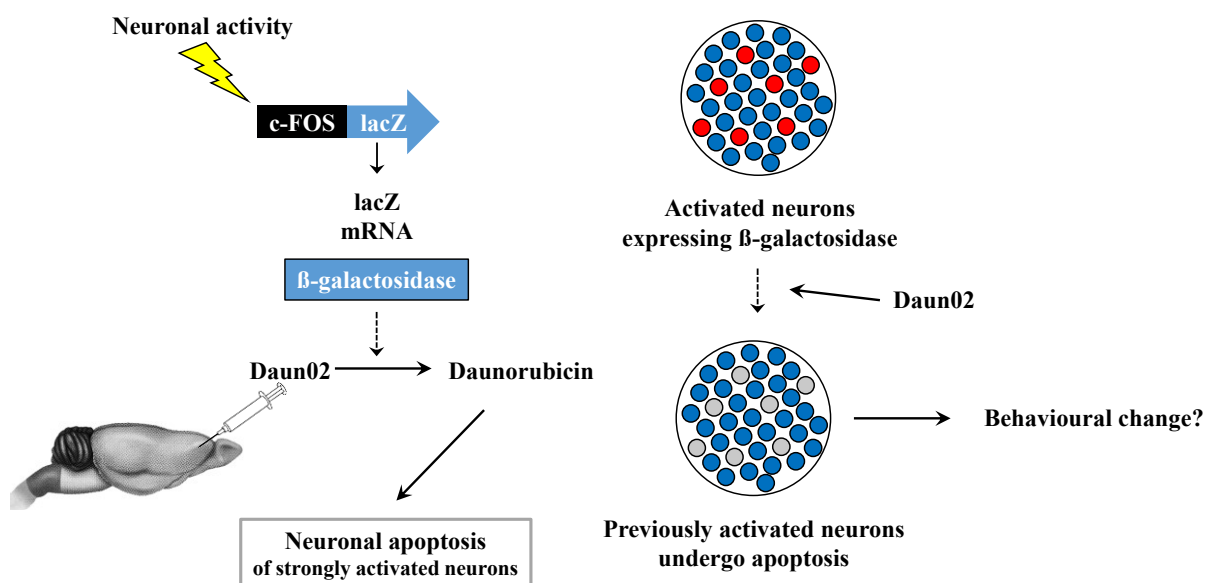 Neuronal activity
c-FOS lacZ
lacZ
mRNA
ß-galactosidase
Daun02
Daunorubicin
Neuronal apoptosis
of strongly activated neurons
Activated neurons
expressing ß-galactosidase
Daun02
Previously activated neurons
undergo apoptosis
Behavioural change?